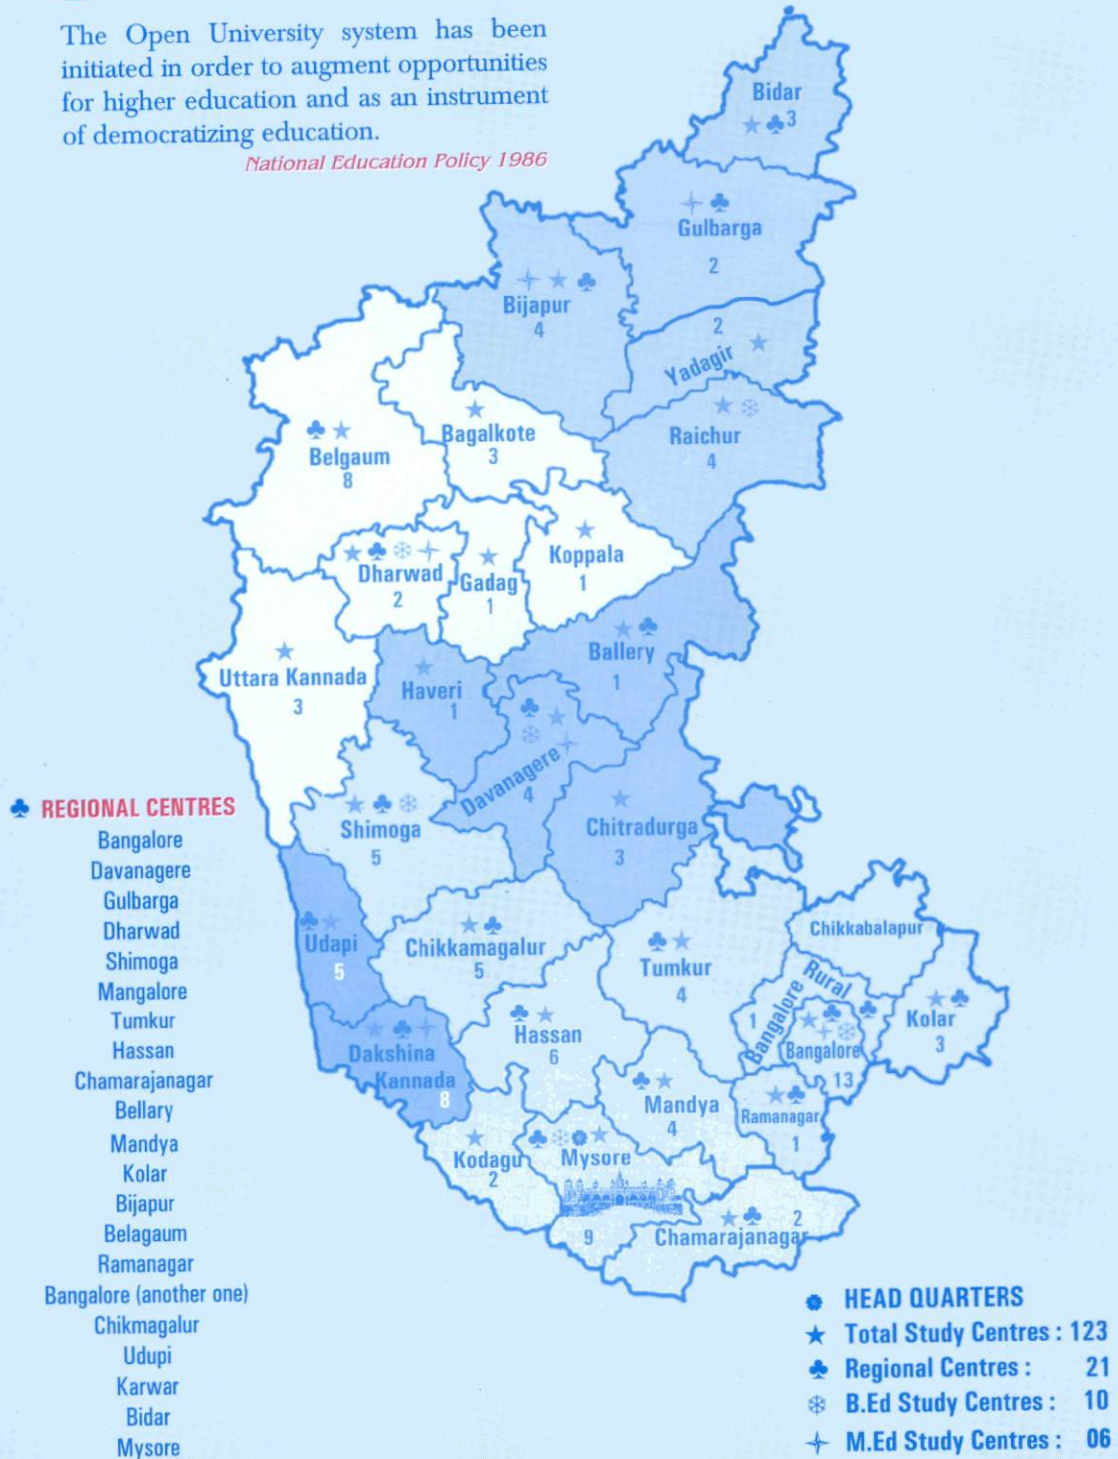 The Open University system has been
initiated in order to augment opportunities
for higher education and as an instrument
of democratizing education.
National Education Policy 1986
Bidar
3
Gulbarga
2
Bijapur
4
2
Yadagir
Raichur
4
Bagalkote
3
Belgaum
8
Koppala
1
Dharwad
2
Gadag
1
Ballery
1
Uttara Kannada
3
Haveri
1
Davanagere
4
Chitradurga
3
Shimoga
5
Udapi
5
Chikkamagalur
5
Tumkur
4
Chikkabalapur
Bangalore Rural
1
Bangalore
13
Kolar
3
Hassan
6
Dakshina
Kannada
8
Mandya
4
Ramanagar
1
Kodagu
2
Mysore
9
Chamarajanagar
2
REGIONAL CENTRES
Bangalore
Davanagere
Gulbarga
Dharwad
Shimoga
Mangalore
Tumkur
Hassan
Chamarajanagar
Bellary
Mandya
Kolar
Bijapur
Belagaum
Ramanagar
Bangalore (another one)
Chikmagalur
Udupi
Karwar
Bidar
Mysore
HEAD QUARTERS
Total Study Centres : 123
Regional Centres : 21
B.Ed Study Centres : 10
M.Ed Study Centres : 06